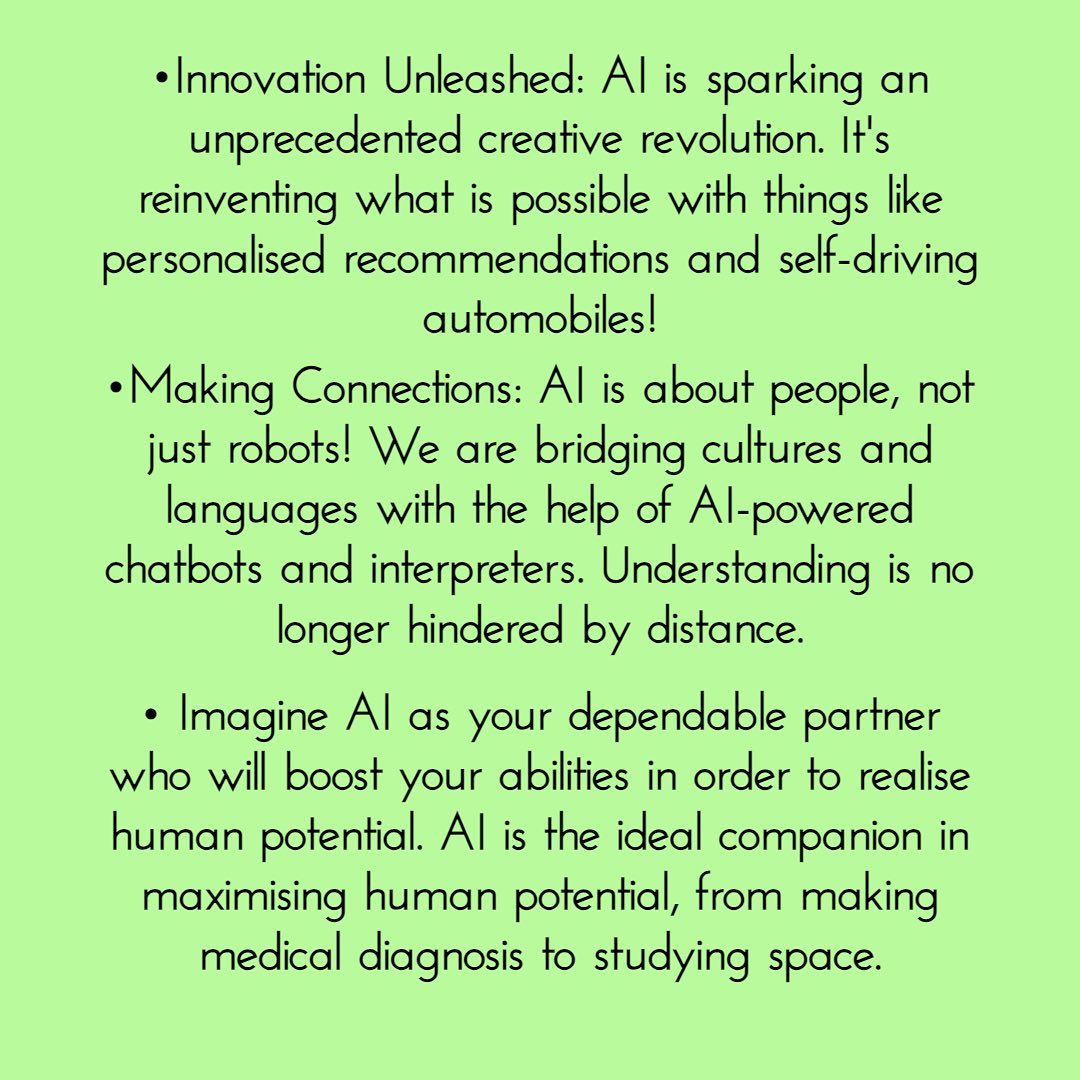 •Innovation Unleashed: AI is sparking an
unprecedented creative revolution. It's
reinventing what is possible with things like
personalised recommendations and self-driving
automobiles!
•Making Connections: AI is about people, not
just robots! We are bridging cultures and
languages with the help of AI-powered
chatbots and interpreters. Understanding is no
longer hindered by distance.
• Imagine AI as your dependable partner
who will boost your abilities in order to realise
human potential. AI is the ideal companion in
maximising human potential, from making
medical diagnosis to studying space.